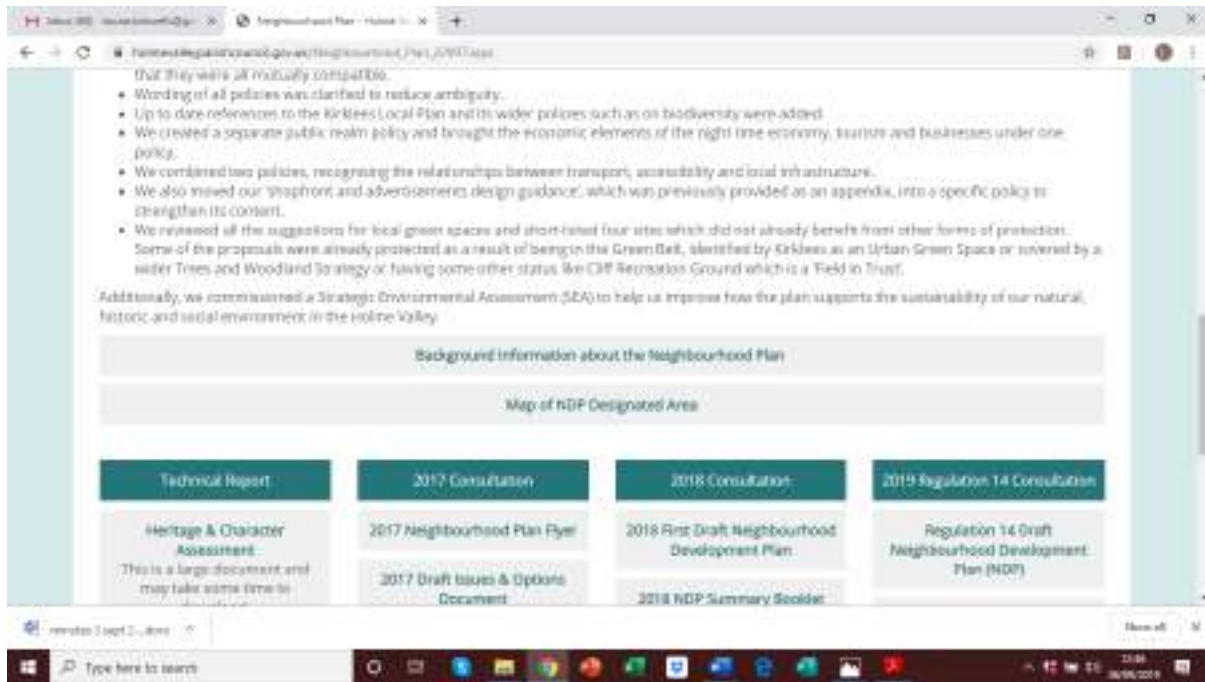 Neighbourhood Plan - Holme
that they were all mutually compatible.
Wording of all policies was clarified to reduce ambiguity.
Up to date references to the Kirklees Local Plan and its wider policies such as on biodiversity were added.
We created a separate public realm policy and brought the economic elements of the night time economy, tourism and businesses under one
policy.
We combined two policies, recognising the relationships between transport, accessibility and local infrastructure.
We also moved our 'shopfront and advertisements design guidance', which was previously provided as an appendix, into a specific policy to
strengthen its content.
We reviewed all the suggestions for local green spaces and short-listed four sites which did not already benefit from other forms of protection.
Some of the proposals were already protected as a result of being in the Green Belt, identified by Kirklees as an Urban Green Space or covered by a
wider Trees and Woodland Strategy or having some other status like Cliff Recreation Ground which is a 'Field in Trust'.
Additionally, we commissioned a Strategic Environmental Assessment (SEA) to help us improve how the plan supports the sustainability of our natural,
historic and social environment in the Holme Valley.
Background Information about the Neighbourhood Plan
Map of NDP Designated Area
Technical Report
2017 Consultation
2018 Consultation
2019 Regulation 14 Consultation
Heritage & Character
Assessment
This is a large document and
may take some time to
2017 Neighbourhood Plan Flyer
2017 Draft Issues & Options
Document
2018 First Draft Neighbourhood
Development Plan
2018 NDP Summary Booklet
Regulation 14 Draft
Neighbourhood Development
Plan (NDP)
Show all
Type here to search